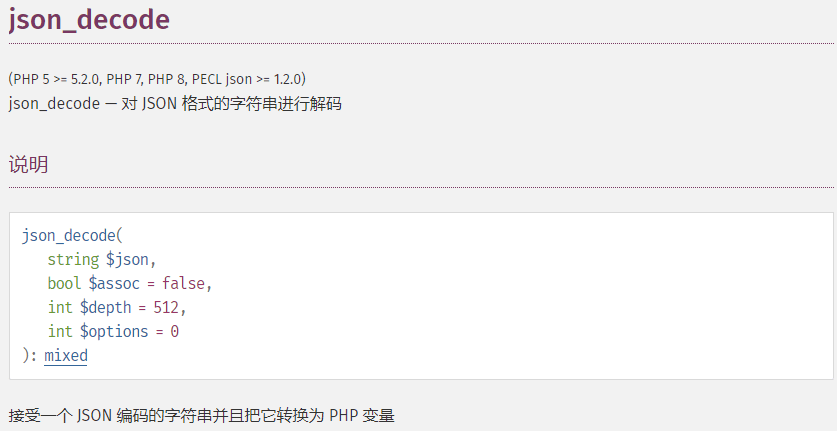 json_decode
(PHP 5 >= 5.2.0, PHP 7, PHP 8, PECL json >= 1.2.0)
json_decode — 对 JSON 格式的字符串进行解码
说明
json_decode(
string $json,
bool $assoc = false,
int $depth = 512,
int $options = 0
): mixed
接受一个 JSON 编码的字符串并且把它转换为 PHP 变量